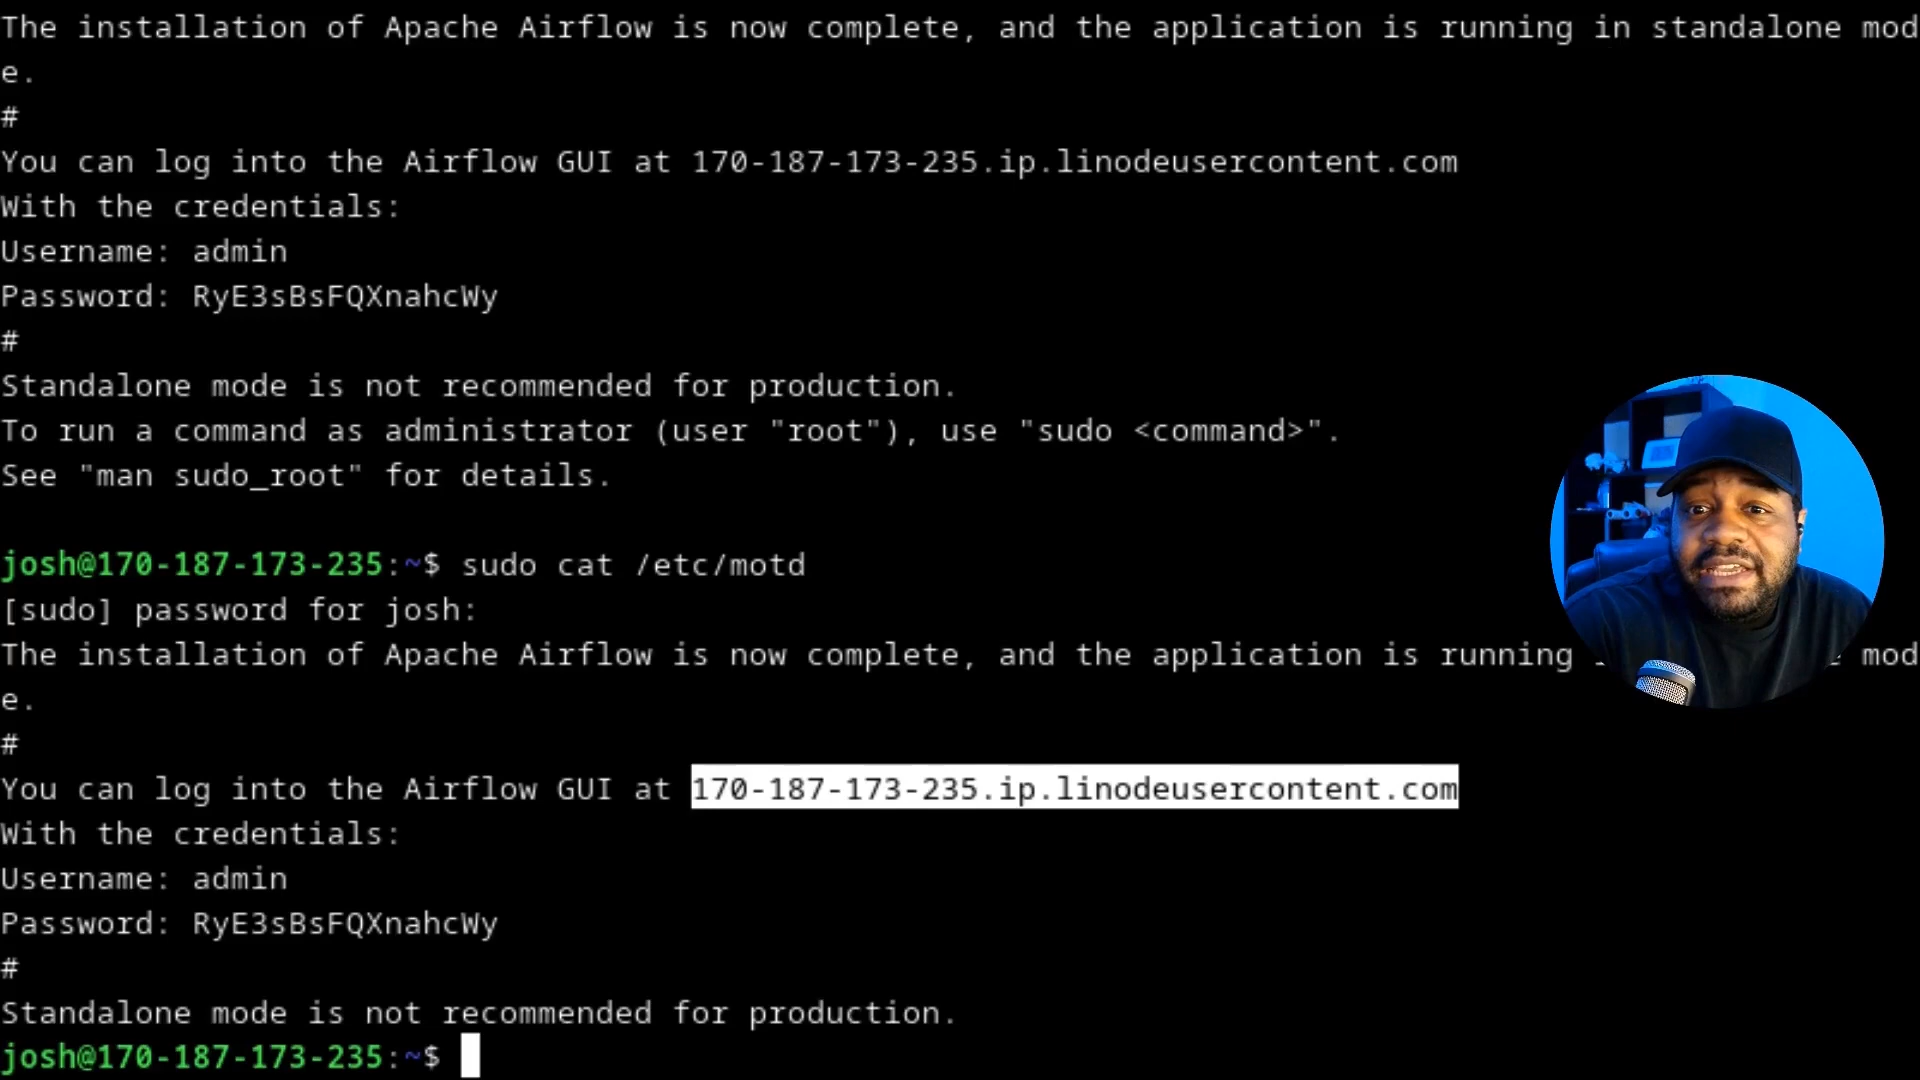 The installation of Apache Airflow is now complete, and the application is running in standalone mod
e.
#
You can log into the Airflow GUI at 170-187-173-235.ip.linodeusercontent.com
With the credentials:
Username: admin
Password: RyE3sBsFQXnahcWy
#
Standalone mode is not recommended for production.
To run a command as administrator (user "root"), use "sudo <command>".
See "man sudo_root" for details.
josh@170-187-173-235:~$ sudo cat /etc/motd
[sudo] password for josh:
The installation of Apache Airflow is now complete, and the application is running mod
e.
#
You can log into the Airflow GUI at 170-187-173-235.ip.linodeusercontent.com
With the credentials:
Username: admin
Password: RyE3sBsFQXnahcWy
#
Standalone mode is not recommended for production.
josh@170-187-173-235:~$